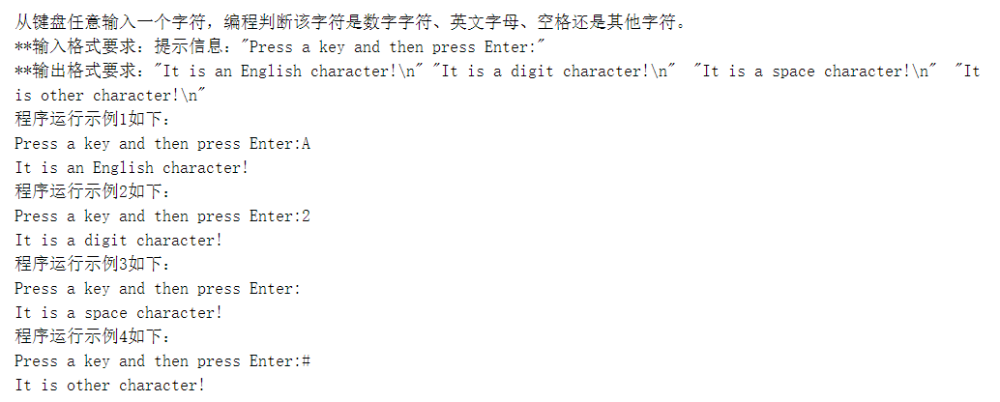 从键盘任意输入一个字符，编程判断该字符是数字字符、英文字母、空格还是其他字符。
**输入格式要求：提示信息："Press a key and then press Enter:"
**输出格式要求："It is an English character!\n" "It is a digit character!\n"  "It is a space character!\n"  "It
is other character!\n"
程序运行示例1如下：
Press a key and then press Enter:A
It is an English character!
程序运行示例2如下：
Press a key and then press Enter:2
It is a digit character!
程序运行示例3如下：
Press a key and then press Enter:
It is a space character!
程序运行示例4如下：
Press a key and then press Enter:#
It is other character!